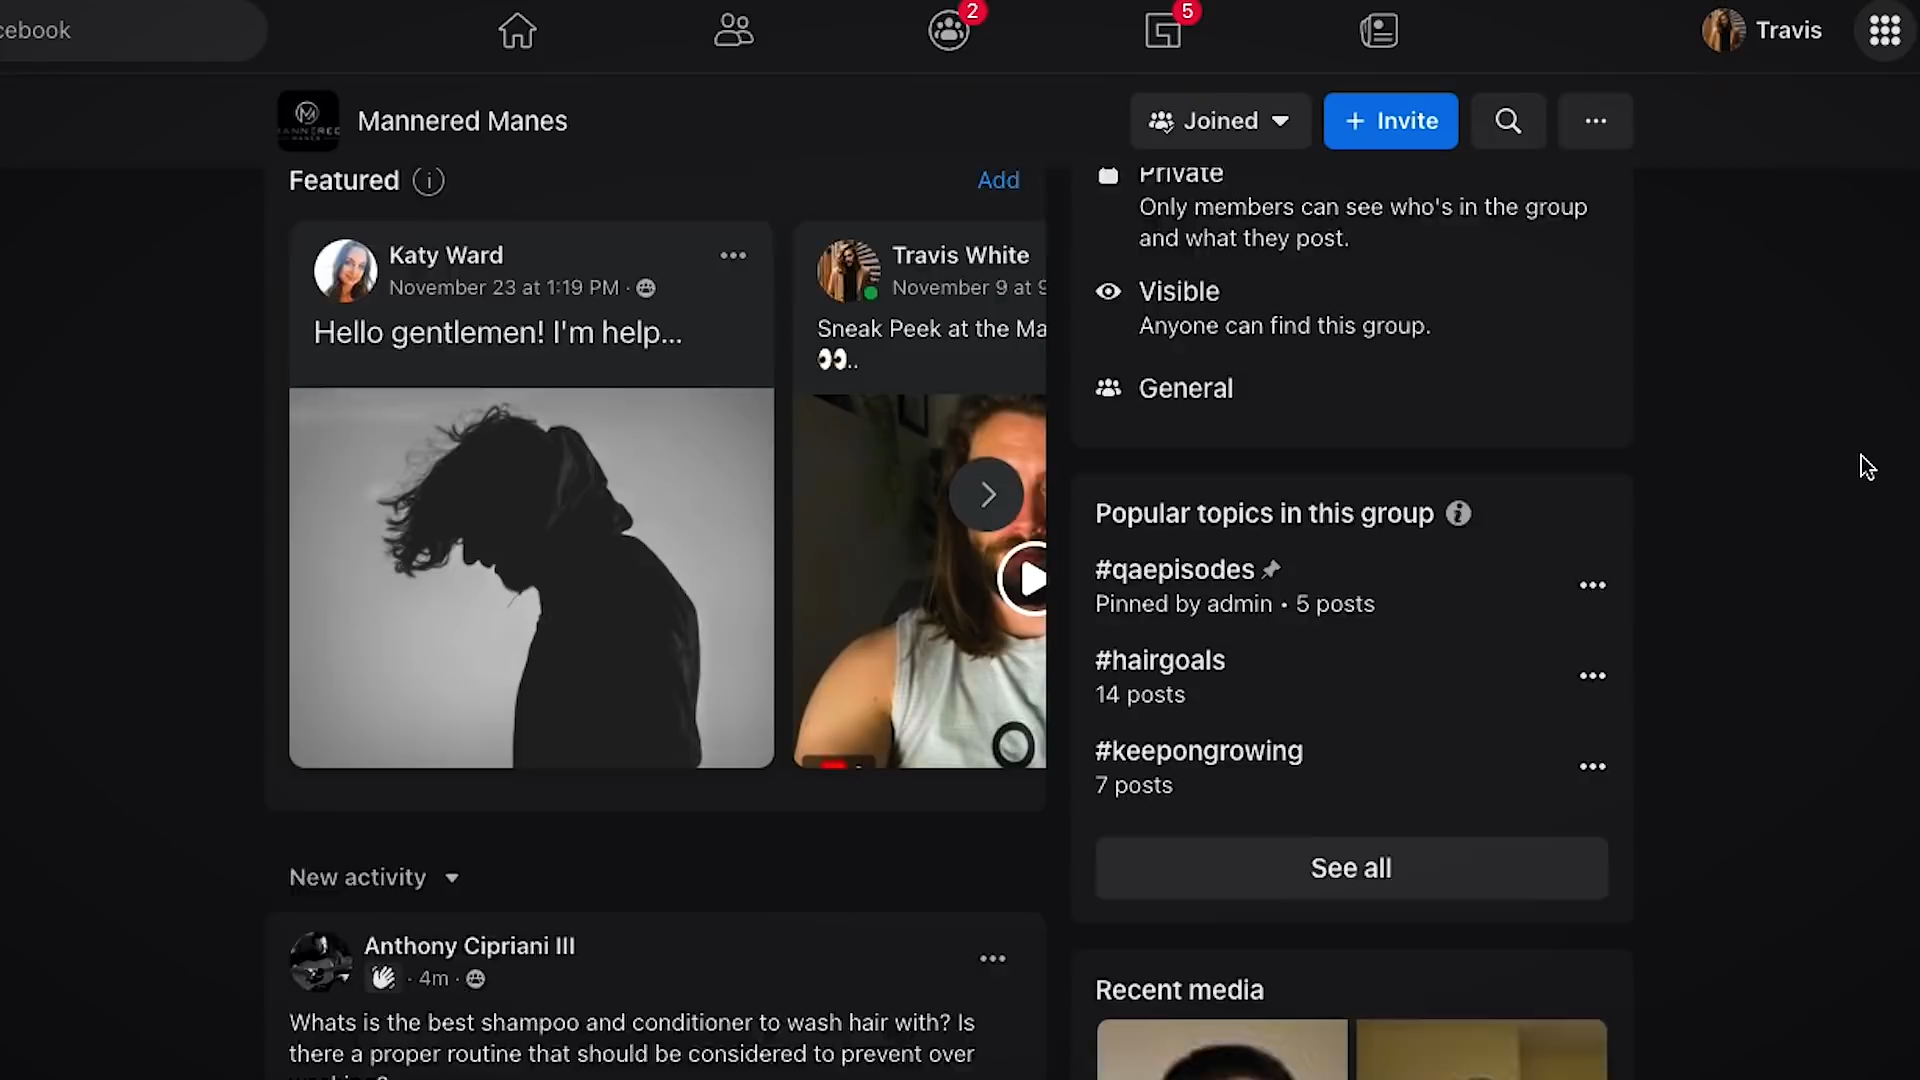 cebook
2
5
Travis
Mannered Manes
Joined
+ Invite
Featured
Add
Private
Only members can see who's in the group
and what they post.
Katy Ward
November 23 at 1:19 PM ·
Hello gentlemen! I'm help...
Travis White
November 9 at 9
Sneak Peek at the Ma
..
Visible
Anyone can find this group.
General
Popular topics in this group
#qaepisodes
Pinned by admin • 5 posts
#hairgoals
14 posts
#keepongrowing
7 posts
See all
New activity
Anthony Cipriani III
· 4m ·
Whats is the best shampoo and conditioner to wash hair with? Is
there a proper routine that should be considered to prevent over
Recent media